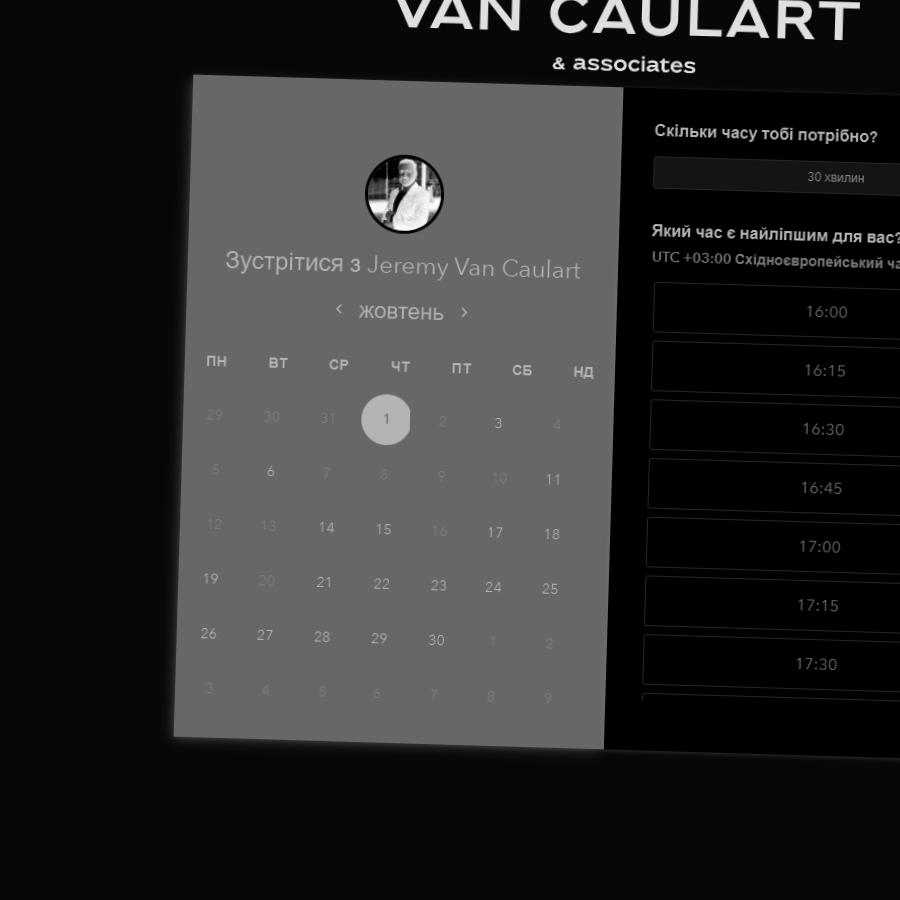 VAN CAULART
& associates
Зустрітися з Jeremy Van Caulart
‹ жовтень ›
ПН ВТ СР ЧТ ПТ СБ НД
29 30 31 1 2 3 4
5 6 7 8 9 10 11
12 13 14 15 16 17 18
19 20 21 22 23 24 25
26 27 28 29 30 1 2
3 4 5 6 7 8 9
Скільки часу тобі потрібно?
30 хвилин
Який час є найліпшим для вас?
UTC +03:00 Східноєвропейський
16:00
16:15
16:30
16:45
17:00
17:15
17:30